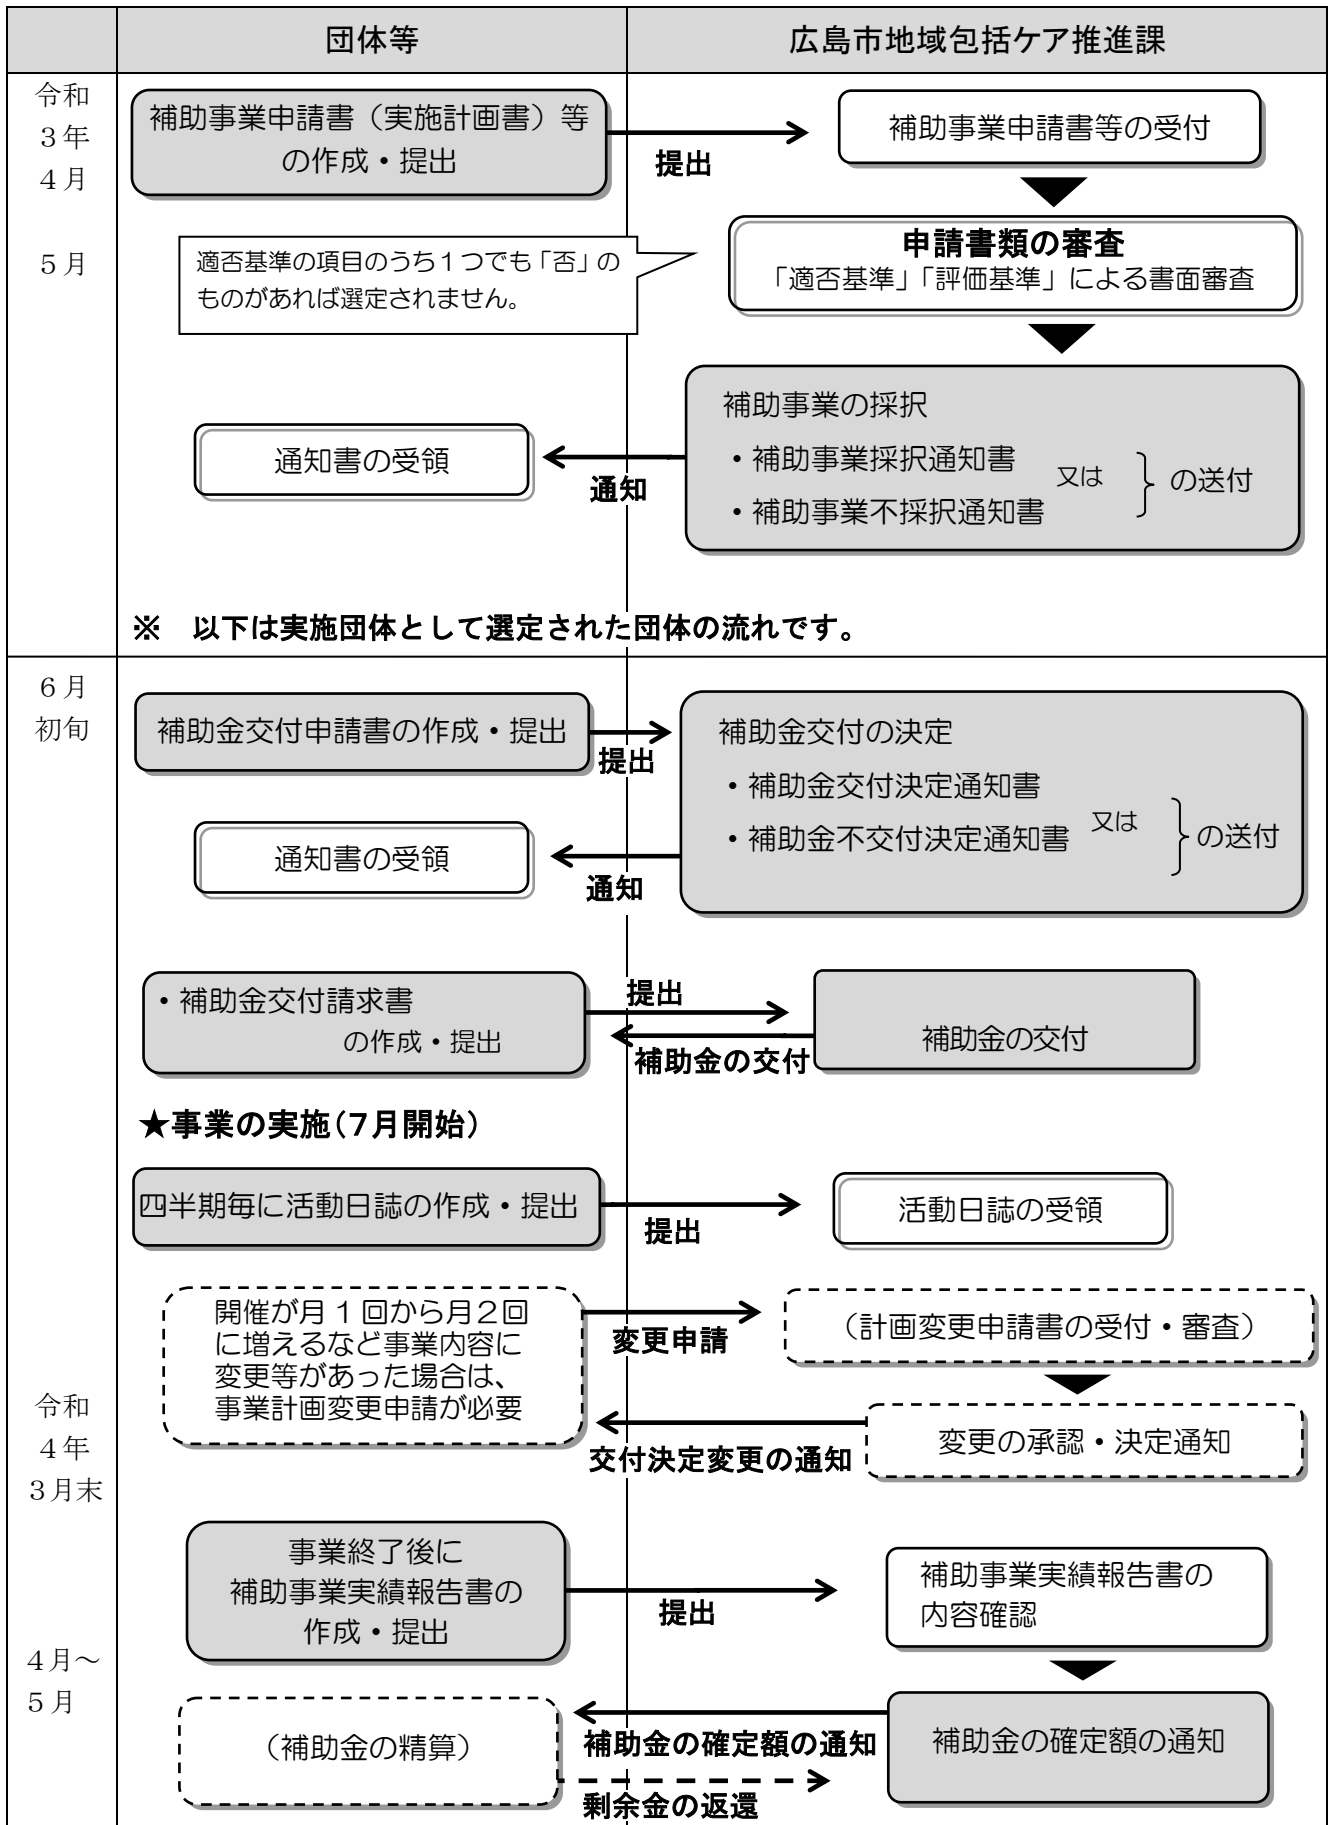 団体等
広島市地域包括ケア推進課
令和
３年
４月
補助事業申請書（実施計画書）等
の作成・提出
提出
補助事業申請書等の受付
５月
適否基準の項目のうち１つでも「否」の
ものがあれば選定されません。
申請書類の審査
「適否基準」「評価基準」による書面審査
補助事業の採択
・補助事業採択通知書
又は
・補助事業不採択通知書
の送付
通知書の受領
通知
※　以下は実施団体として選定された団体の流れです。
６月
初旬
補助金交付申請書の作成・提出
提出
補助金交付の決定
・補助金交付決定通知書
又は
・補助金不交付決定通知書
の送付
通知書の受領
通知
・補助金交付請求書
の作成・提出
提出
補助金の交付
補助金の交付
★事業の実施（７月開始）
四半期毎に活動日誌の作成・提出
提出
活動日誌の受領
開催が月１回から月２回
に増えるなど事業内容に
変更等があった場合は、
事業計画変更申請が必要
変更申請
（計画変更申請書の受付・審査）
交付決定変更の通知
変更の承認・決定通知
令和
４年
３月末
事業終了後に
補助事業実績報告書の
作成・提出
提出
補助事業実績報告書の
内容確認
４月～
５月
（補助金の精算）
補助金の確定額の通知
補助金の確定額の通知
剰余金の返還